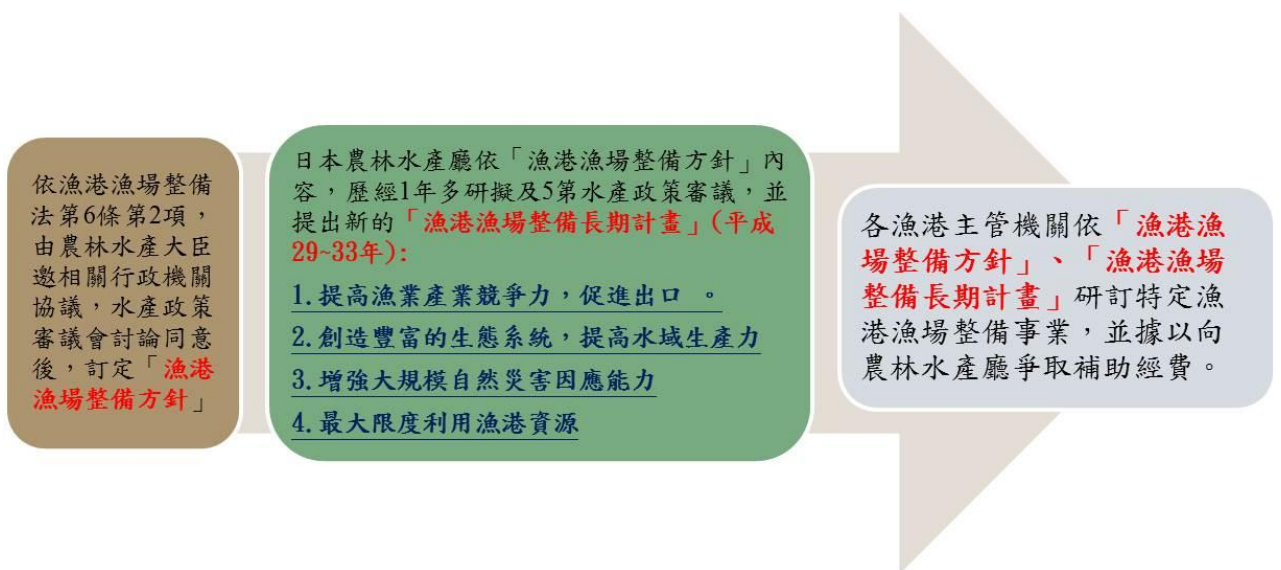 依漁港漁場整備
法第6條第2項，
由農林水產大臣
邀相關行政機關
協議，水產政策
審議會討論同意
後，訂定「漁港
漁場整備方針」
日本農林水產廳依「漁港漁場整備方針」內
容，歷經1年多研擬及5第水產政策審議，並
提出新的「漁港漁場整備長期計畫」(平成
29~33年):
1.提高漁業產業競爭力，促進出口 。
2.創造豐富的生態系統，提高水域生產力
3.增強大規模自然災害因應能力
4.最大限度利用漁港資源
各漁港主管機關依「漁港漁
場整備方針」、「漁港漁場
整備長期計畫」研訂特定漁
港漁場整備事業，並據以向
農林水產廳爭取補助經費。